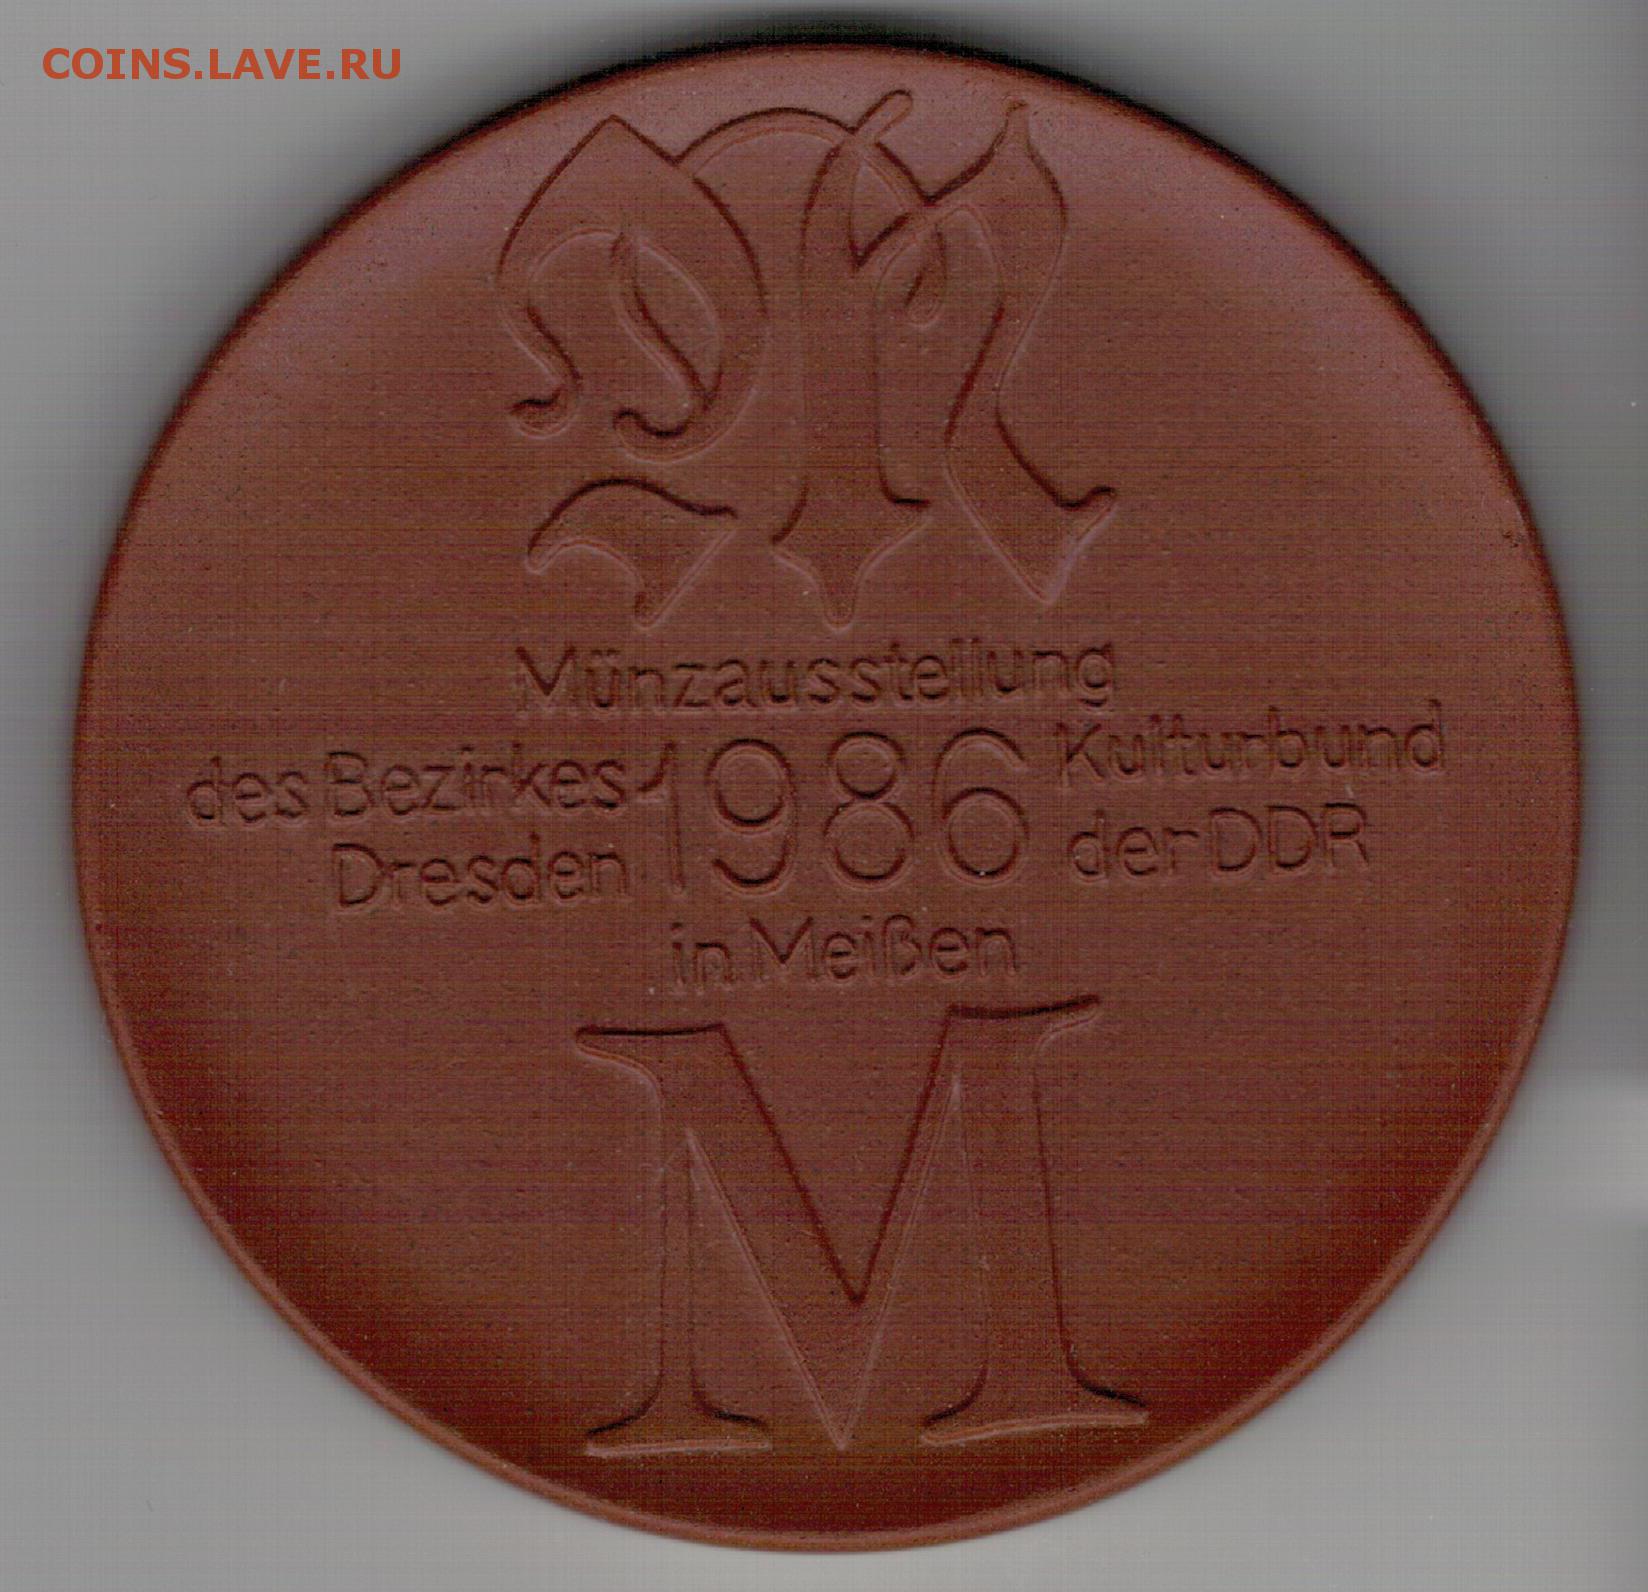 COINS.LAVE.RU
M
Münzausstellung
des Bezirkes
Dresden
1986
Kulturbund
der DDR
in Meißen
M